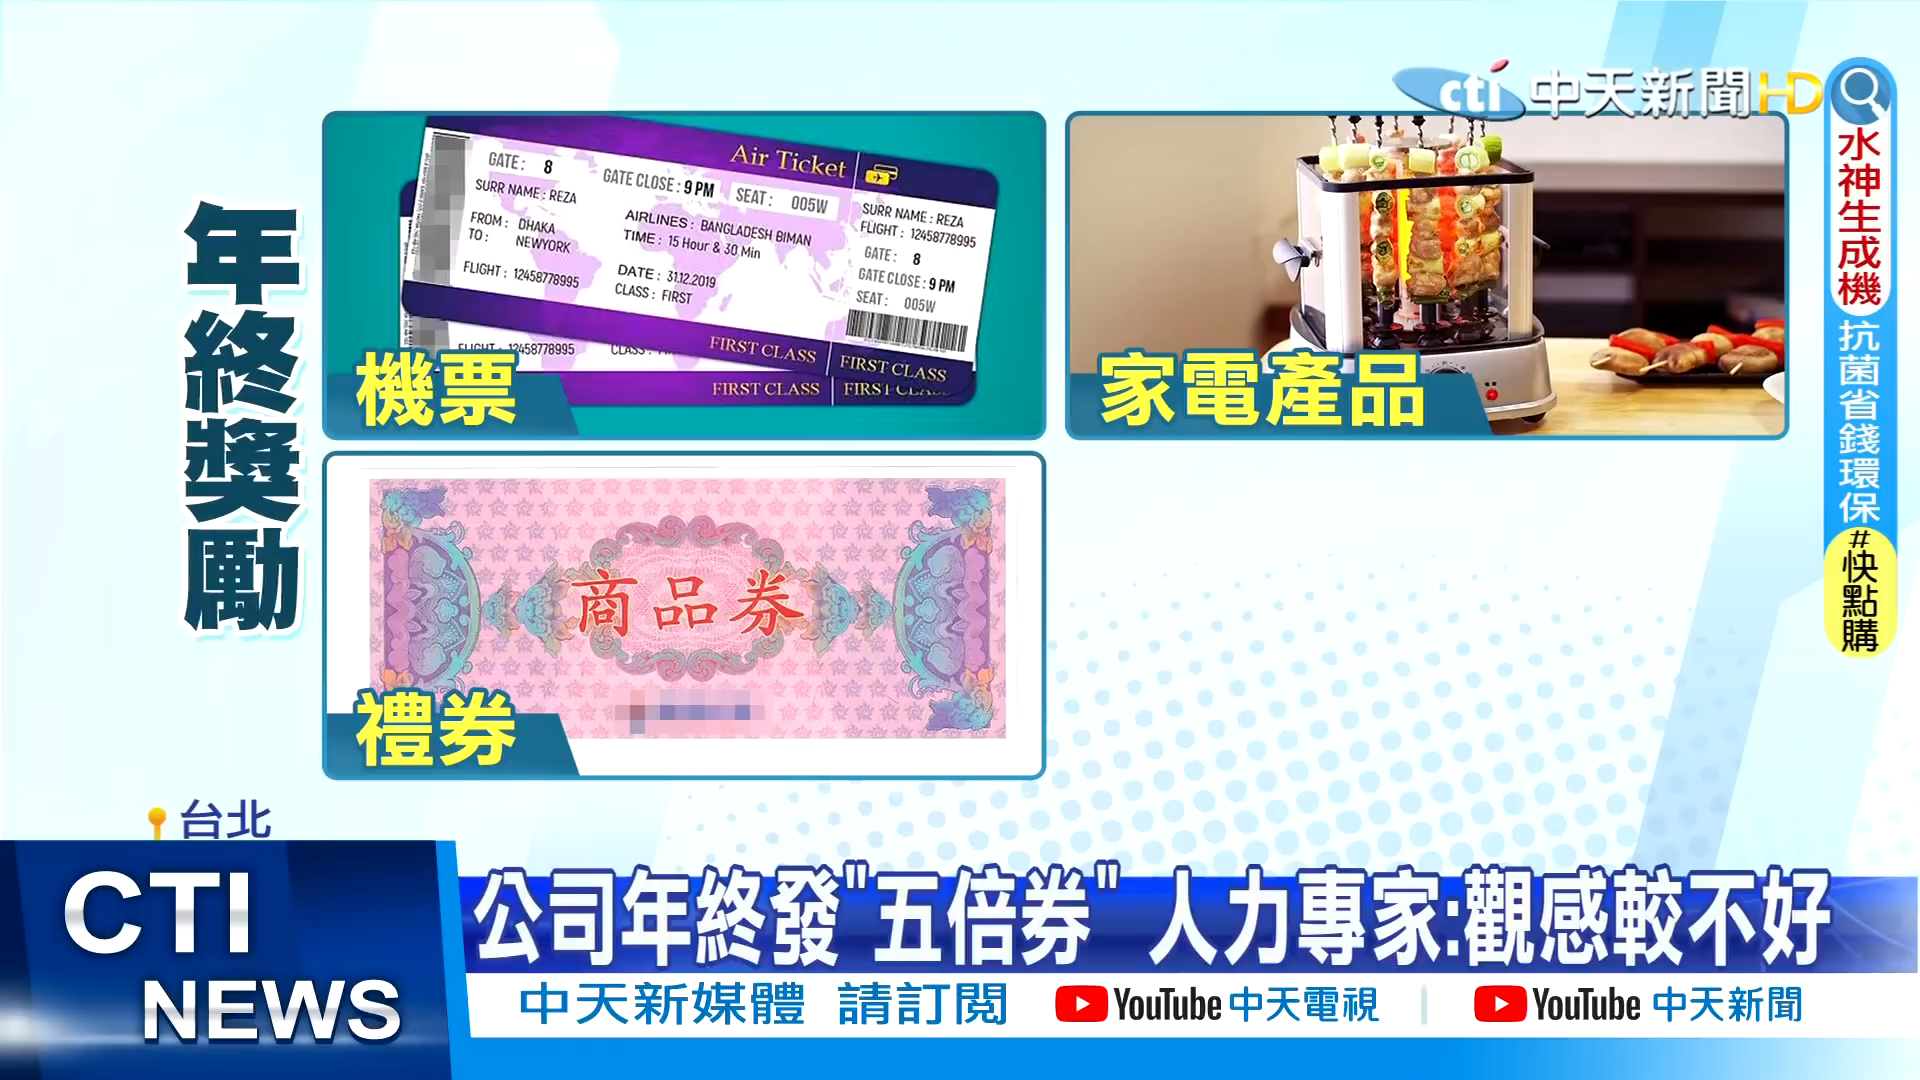 cti 中天新聞HD
年終獎勵
Air Ticket
GATE : 8
GATE CLOSE : 9 PM
SEAT : 005W
SURR NAME : REZA
FROM : DHAKA
TO : NEWYORK
AIRLINES : BANGLADESH BIMAN
TIME : 15 Hour & 30 Min
FLIGHT : 12458778995
DATE : 31.12.2019
CLASS : FIRST
SURR NAME : REZA
FLIGHT : 12458778995
GATE : 8
GATE CLOSE : 9 PM
SEAT : 005W
FIRST CLASS
FIRST CLASS
FLIGHT : 12458778995
FIRST CLASS
機票
家電產品
商品券
禮券
水神生成機
抗菌省錢環保
#快點購
台北
CTI
NEWS
公司年終發"五倍券" 人力專家:觀感較不好
中天新媒體 請訂閱 YouTube 中天電視 | YouTube 中天新聞